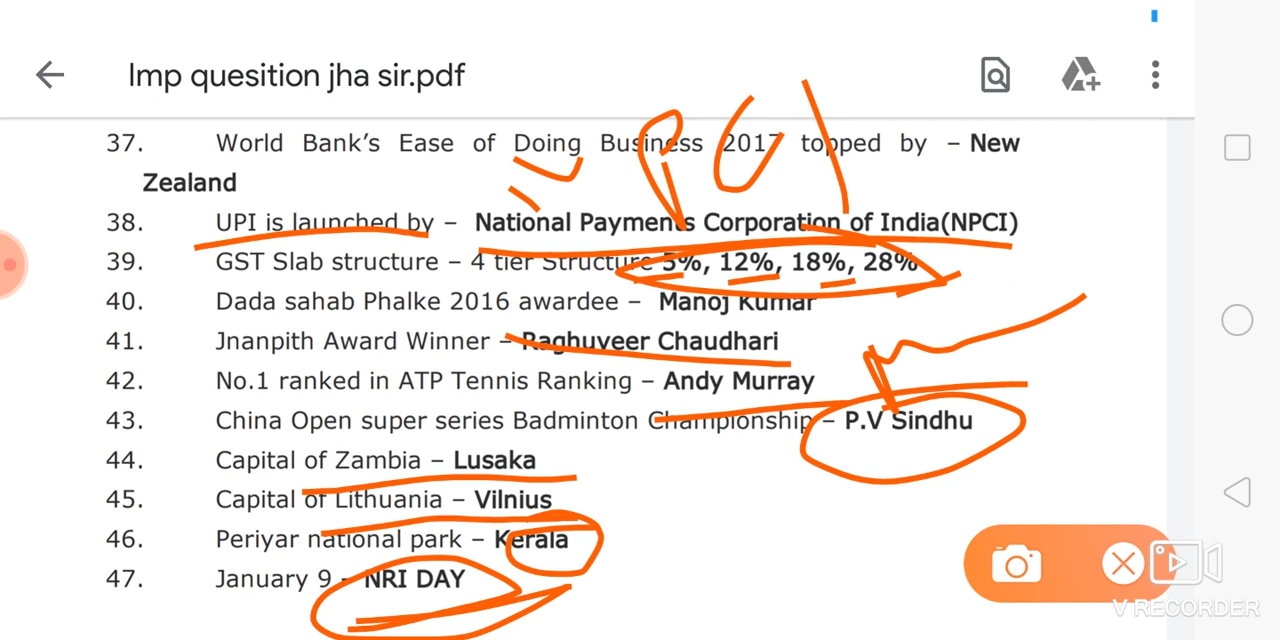 Imp quesition jha sir.pdf
37. World Bank's Ease of Doing Business 2017 topped by – New
Zealand
38. UPI is launched by – National Payments Corporation of India(NPCI)
39. GST Slab structure – 4 tier Structure 5%, 12%, 18%, 28%
40. Dada sahab Phalke 2016 awardee – Manoj Kumar
41. Jnanpith Award Winner – Raghuveer Chaudhari
42. No.1 ranked in ATP Tennis Ranking – Andy Murray
43. China Open super series Badminton Championship – P.V Sindhu
44. Capital of Zambia – Lusaka
45. Capital of Lithuania – Vilnius
46. Periyar national park – Kerala
47. January 9 – NRI DAY
V RECORDER